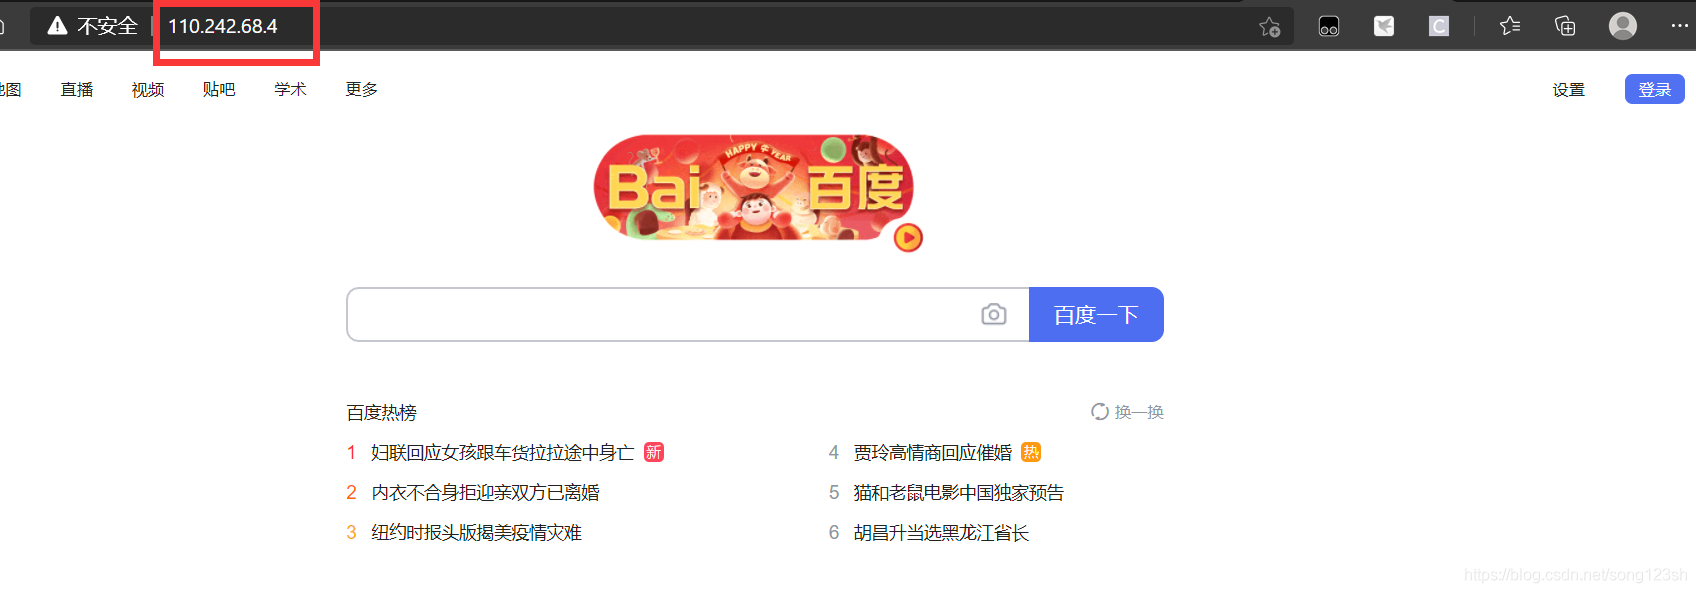 不安全 110.242.68.4
地图 直播 视频 贴吧 学术 更多 设置 登录
HAPPY 牛 YEAR
Bai 百度
百度一下
百度热榜 换一换
1 妇联回应女孩跟车货拉拉途中身亡 新 4 贾玲高情商回应催婚 热
2 内衣不合身拒迎亲双方已离婚 5 猫和老鼠电影中国独家预告
3 纽约时报头版揭美疫情灾难 6 胡昌升当选黑龙江省长
https://blog.csdn.net/song123sh